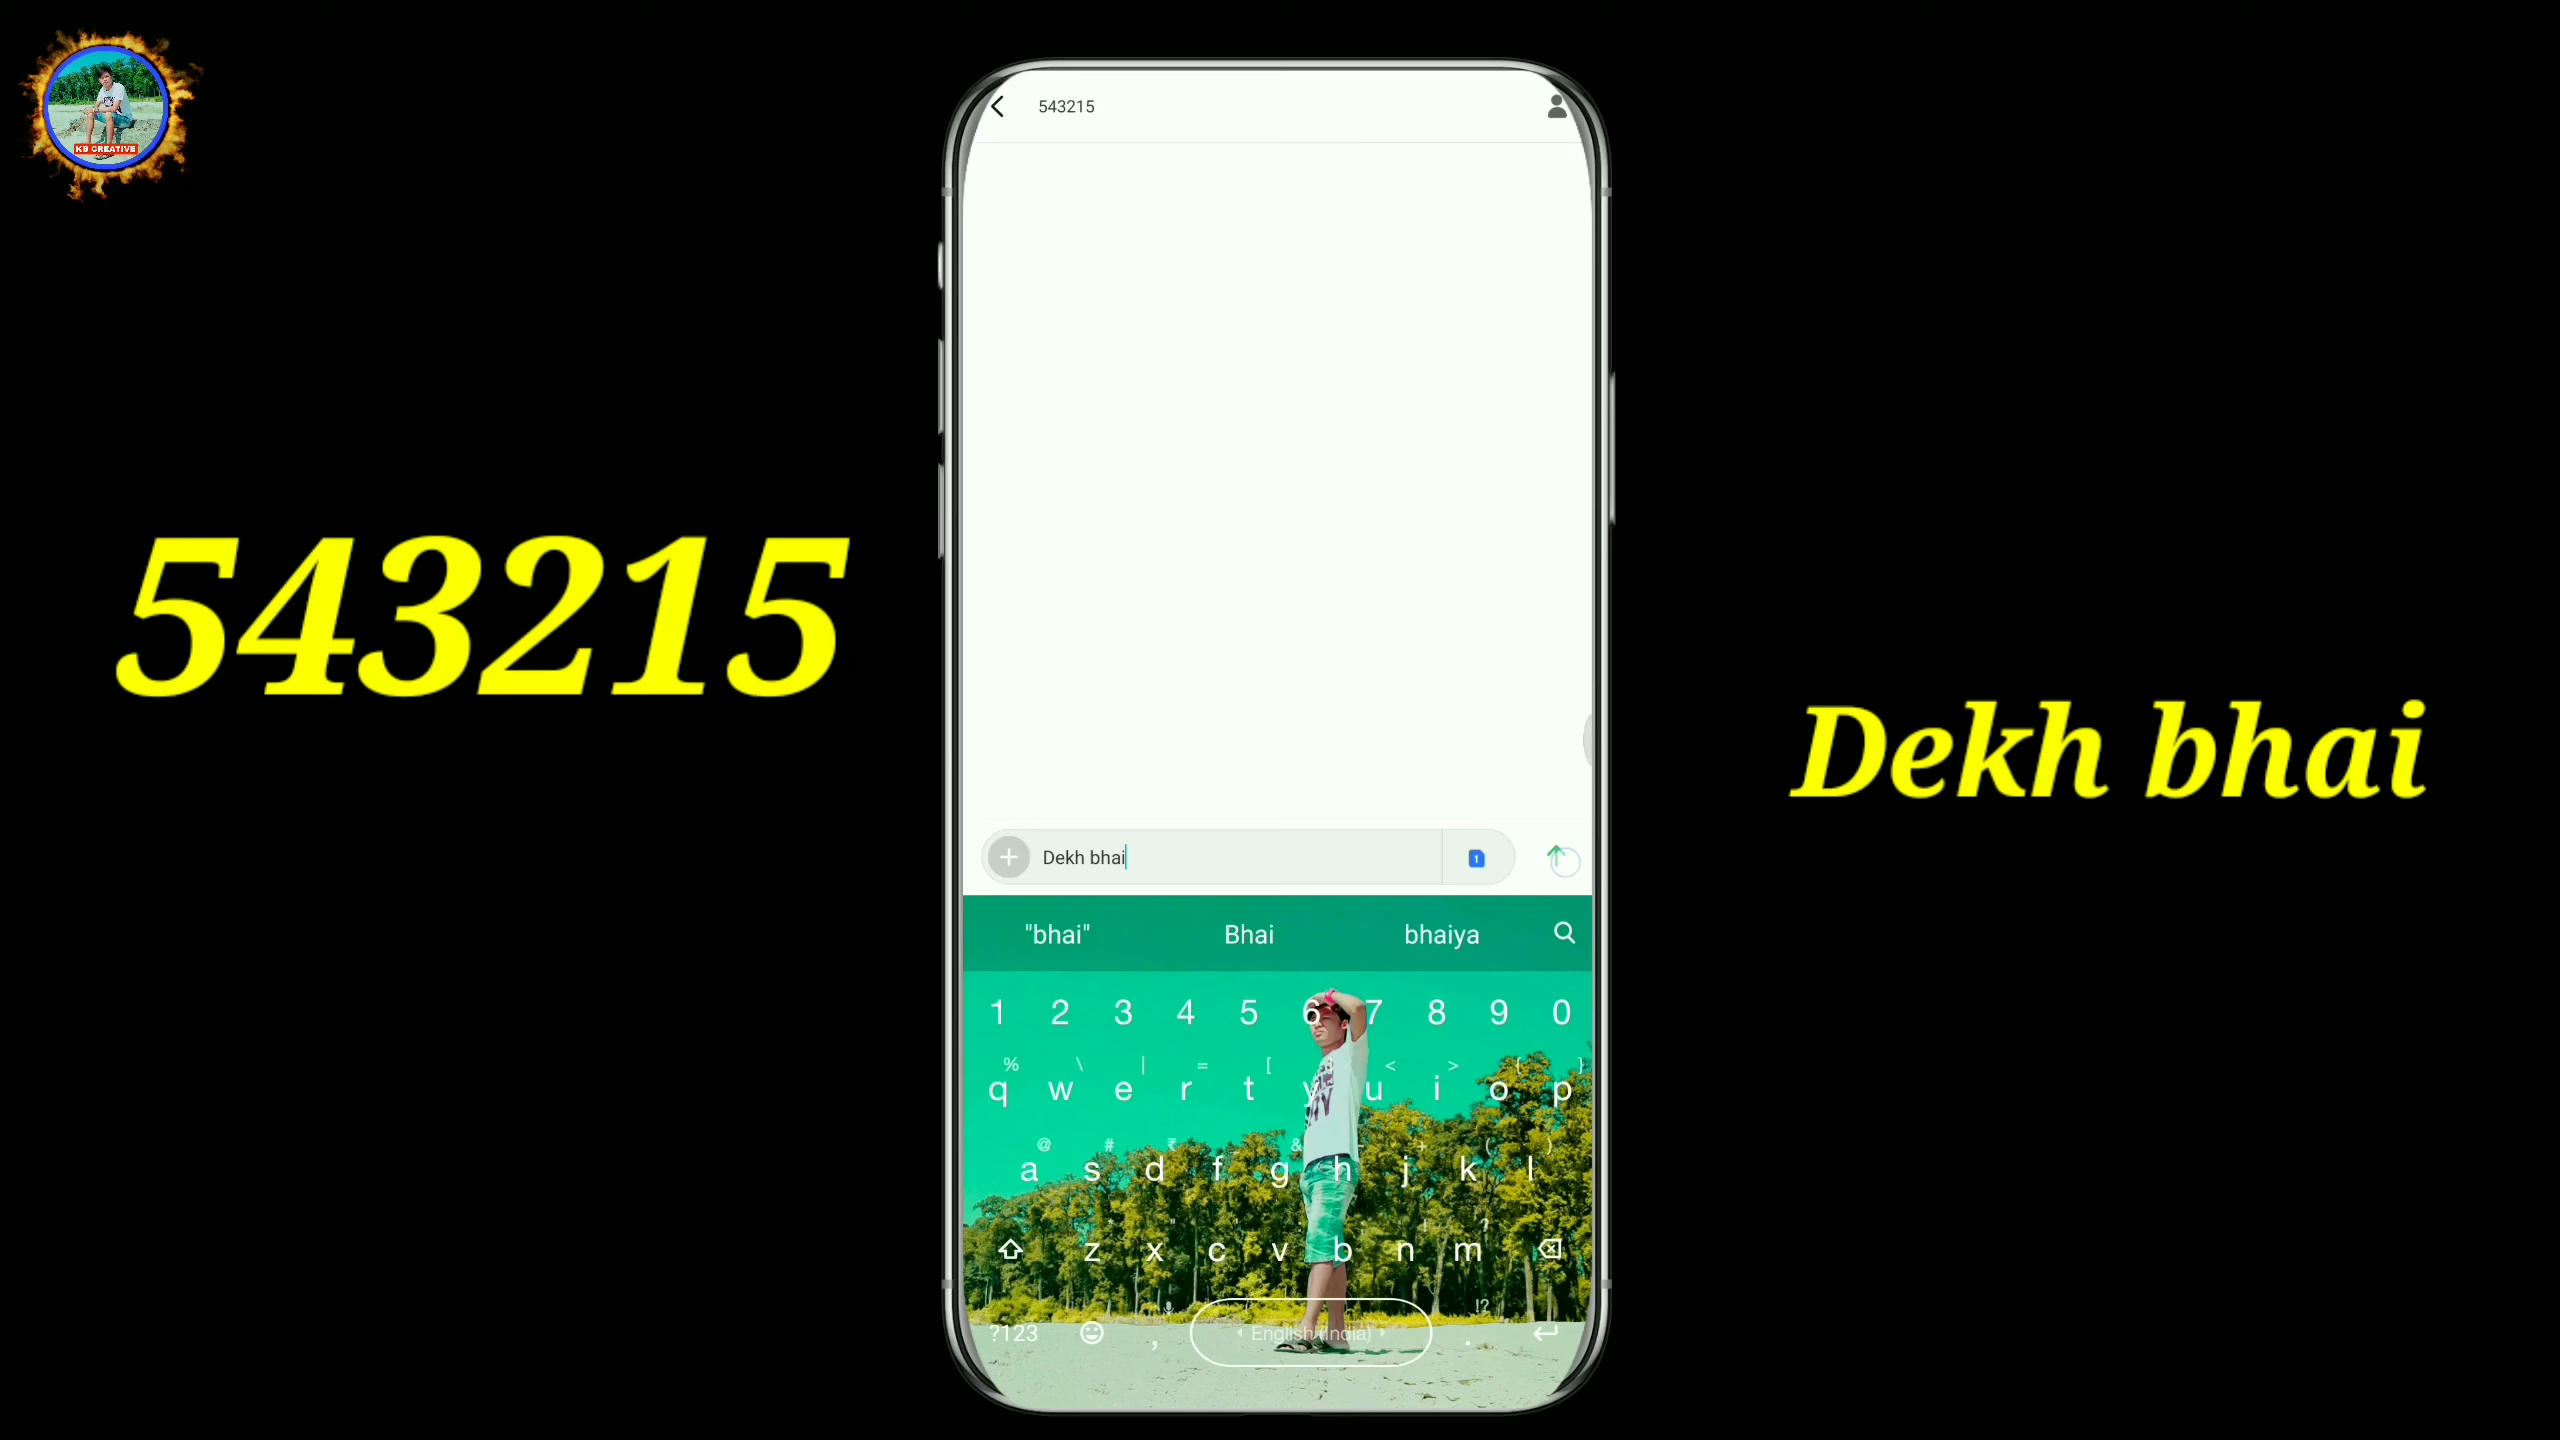 KB CREATIVE
543215
543215
Dekh bhai
Dekh bhai
1
"bhai" Bhai bhaiya
1 2 3 4 5 6 7 8 9 0
% \ | = [ < > { }
q w e r t y u i o p
@ # ₹ & - + ( )
a s d f g h j k l
* " ' : ; ! ?
z x c v b n m
!?
?123 , English (India) .